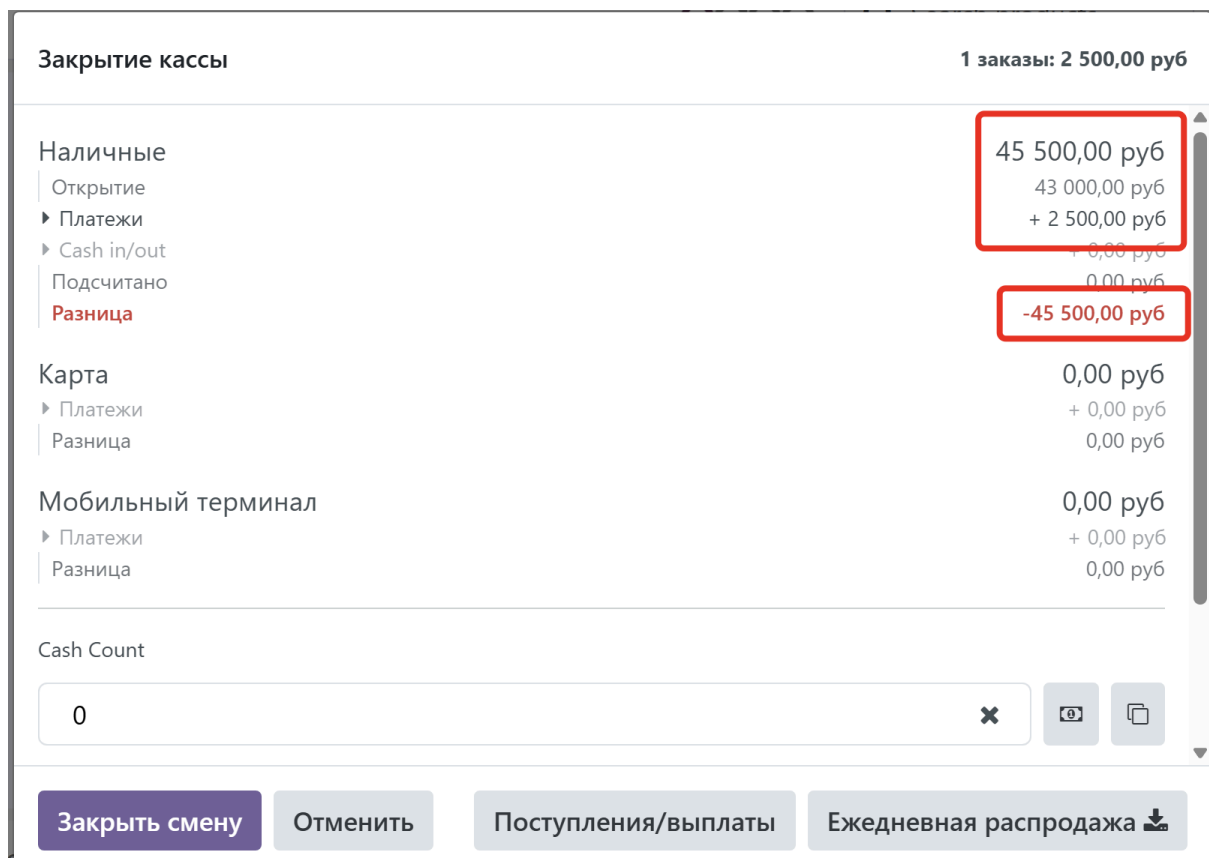 Закрытие кассы 1 заказы: 2 500,00 руб
Наличные 45 500,00 руб
Открытие 43 000,00 руб
Платежи + 2 500,00 руб
Cash in/out + 0,00 руб
Подсчитано 0,00 руб
Разница -45 500,00 руб
Карта 0,00 руб
Платежи + 0,00 руб
Разница 0,00 руб
Мобильный терминал 0,00 руб
Платежи + 0,00 руб
Разница 0,00 руб
Cash Count
0
Закрыть смену Отменить Поступления/выплаты Ежедневная распродажа